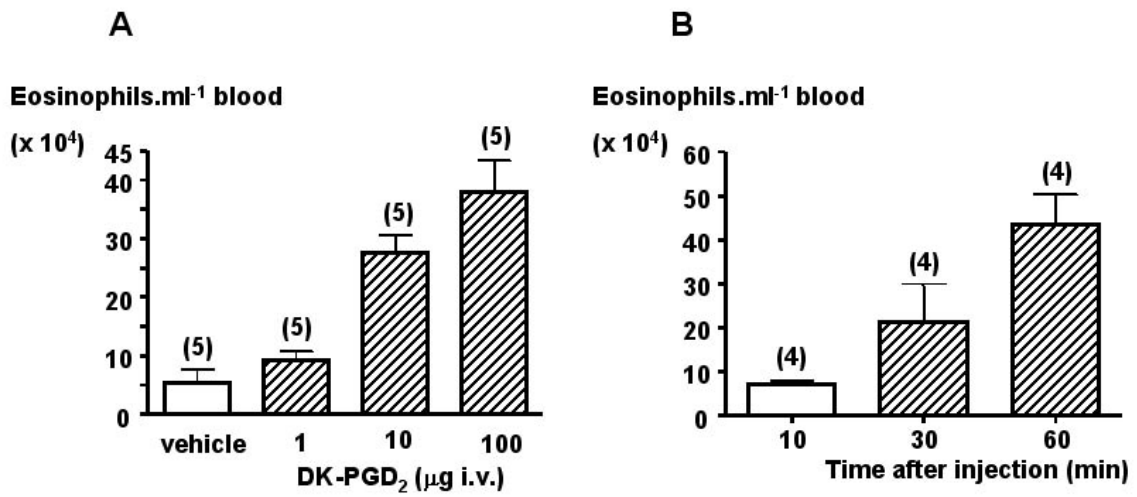 A
Eosinophils.ml⁻¹ blood
(x 10⁴)
45
40
30
20
10
0
(5)
(5)
(5)
(5)
vehicle
1
10
100
DK-PGD₂ (μg i.v.)
B
Eosinophils.ml⁻¹ blood
(x 10⁴)
60
50
40
30
20
10
0
(4)
(4)
(4)
10
30
60
Time after injection (min)